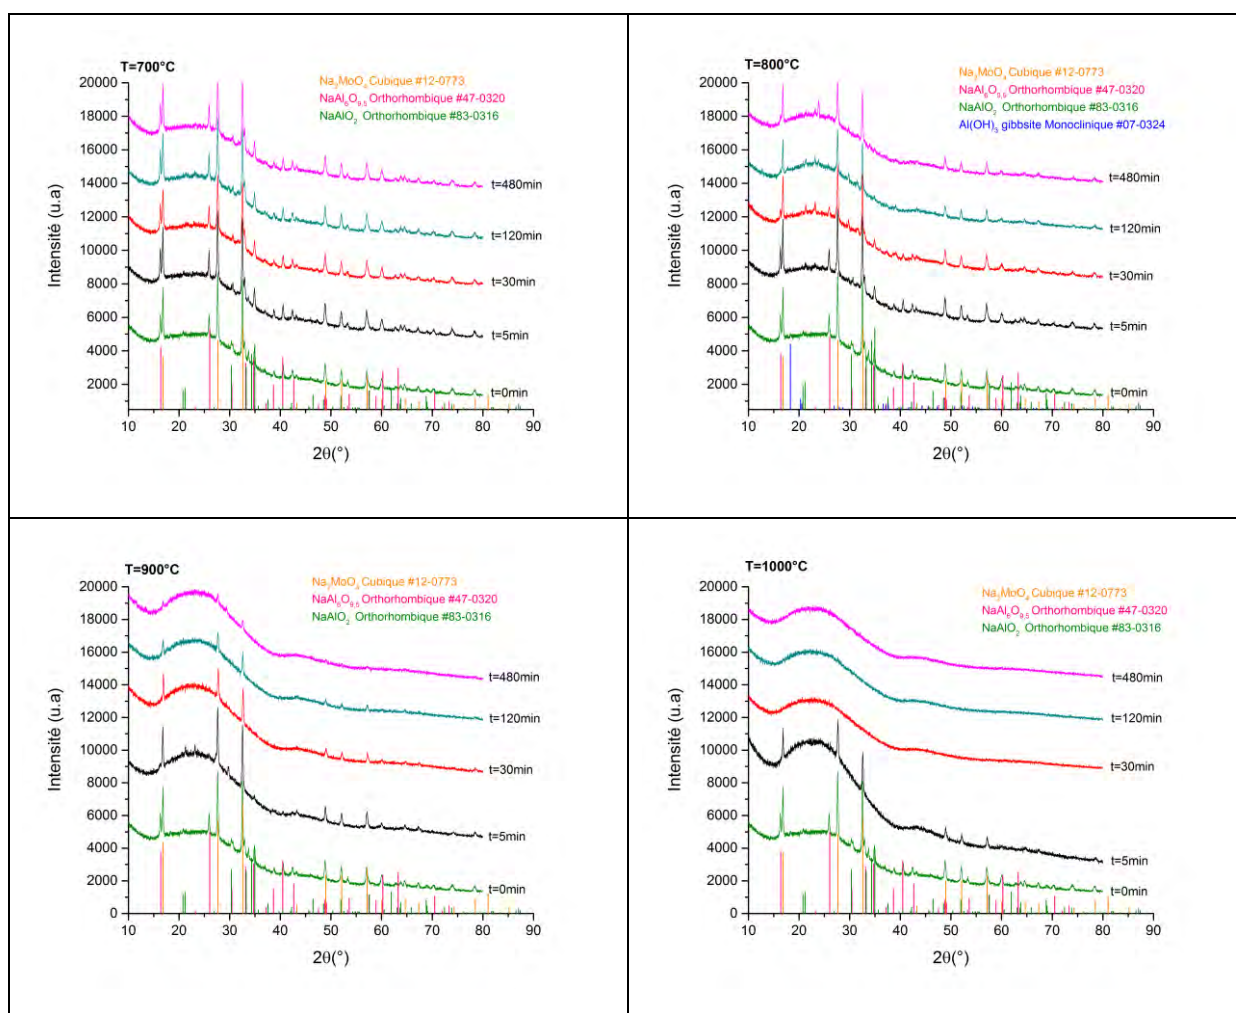 T=700°C
Na₂MoO₄ Cubique #12-0773
NaAl₆O₉,₅ Orthorhombique #47-0320
NaAlO₂ Orthorhombique #83-0316
Intensité (u.a)
20000
18000
16000
14000
12000
10000
8000
6000
4000
2000
t=480min
t=120min
t=30min
t=5min
t=0min
10 20 30 40 50 60 70 80 90
2θ(°)
T=800°C
Na₂MoO₄ Cubique #12-0773
NaAl₆O₉,₅ Orthorhombique #47-0320
NaAlO₂ Orthorhombique #83-0316
Al(OH)₃ gibbsite Monoclinique #07-0324
Intensité (u.a)
20000
18000
16000
14000
12000
10000
8000
6000
4000
2000
t=480min
t=120min
t=30min
t=5min
t=0min
10 20 30 40 50 60 70 80 90
2θ(°)
T=900°C
Na₂MoO₄ Cubique #12-0773
NaAl₆O₉,₅ Orthorhombique #47-0320
NaAlO₂ Orthorhombique #83-0316
Intensité (u.a)
20000
18000
16000
14000
12000
10000
8000
6000
4000
2000
0
t=480min
t=120min
t=30min
t=5min
t=0min
10 20 30 40 50 60 70 80 90
2θ(°)
T=1000°C
Na₂MoO₄ Cubique #12-0773
NaAl₆O₉,₅ Orthorhombique #47-0320
NaAlO₂ Orthorhombique #83-0316
Intensité (u.a)
20000
18000
16000
14000
12000
10000
8000
6000
4000
2000
0
t=480min
t=120min
t=30min
t=5min
t=0min
10 20 30 40 50 60 70 80 90
2θ(°)